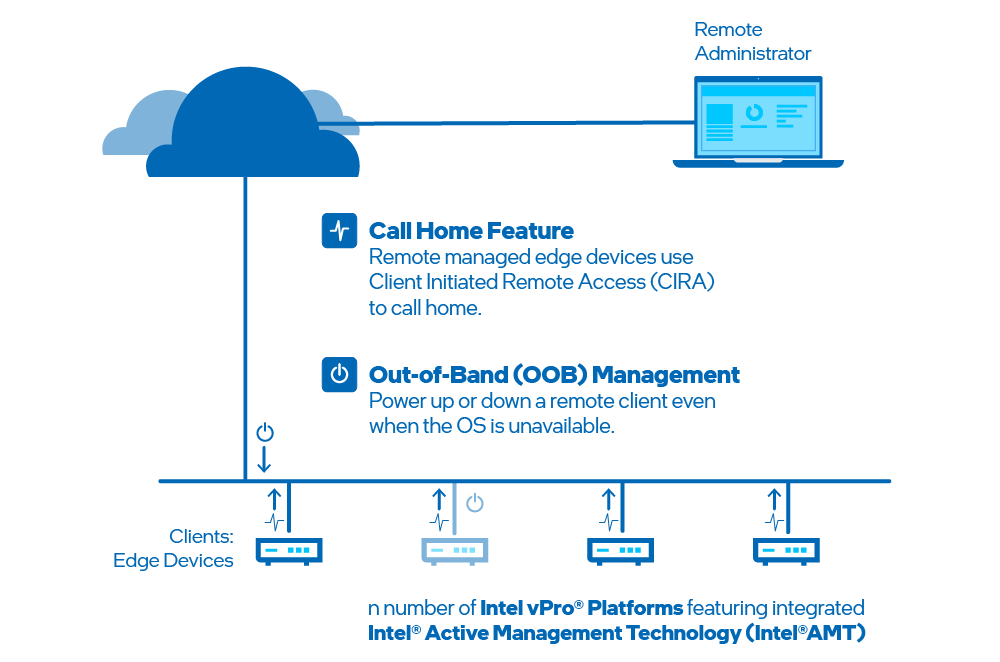 Remote
Administrator
Call Home Feature
Remote managed edge devices use
Client Initiated Remote Access (CIRA)
to call home.
Out-of-Band (OOB) Management
Power up or down a remote client even
when the OS is unavailable.
Clients:
Edge Devices
n number of Intel vPro® Platforms featuring integrated
Intel® Active Management Technology (Intel®AMT)